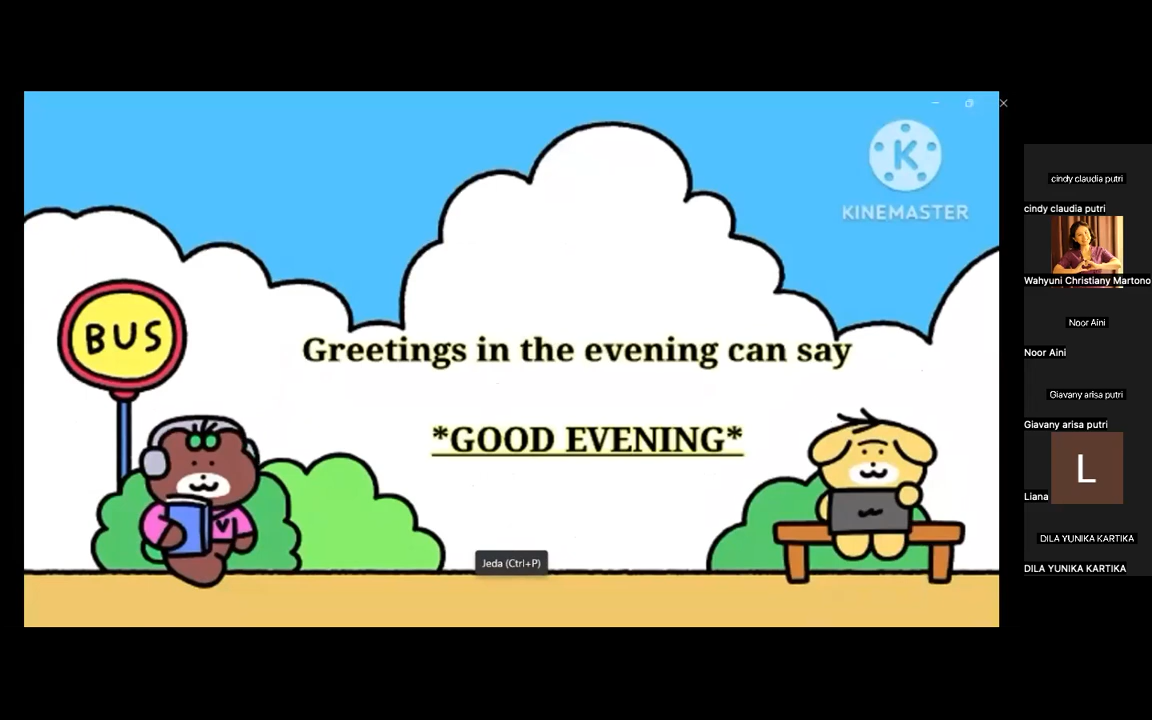 K
KINEMASTER
BUS
Greetings in the evening can say
*GOOD EVENING*
Jeda (Ctrl+P)
cindy claudia putri
cindy claudia putri
Wahyuni Christiany Martono
Noor Aini
Noor Aini
Giavany arisa putri
Giavany arisa putri
L
Liana
DILA YUNIKA KARTIKA
DILA YUNIKA KARTIKA